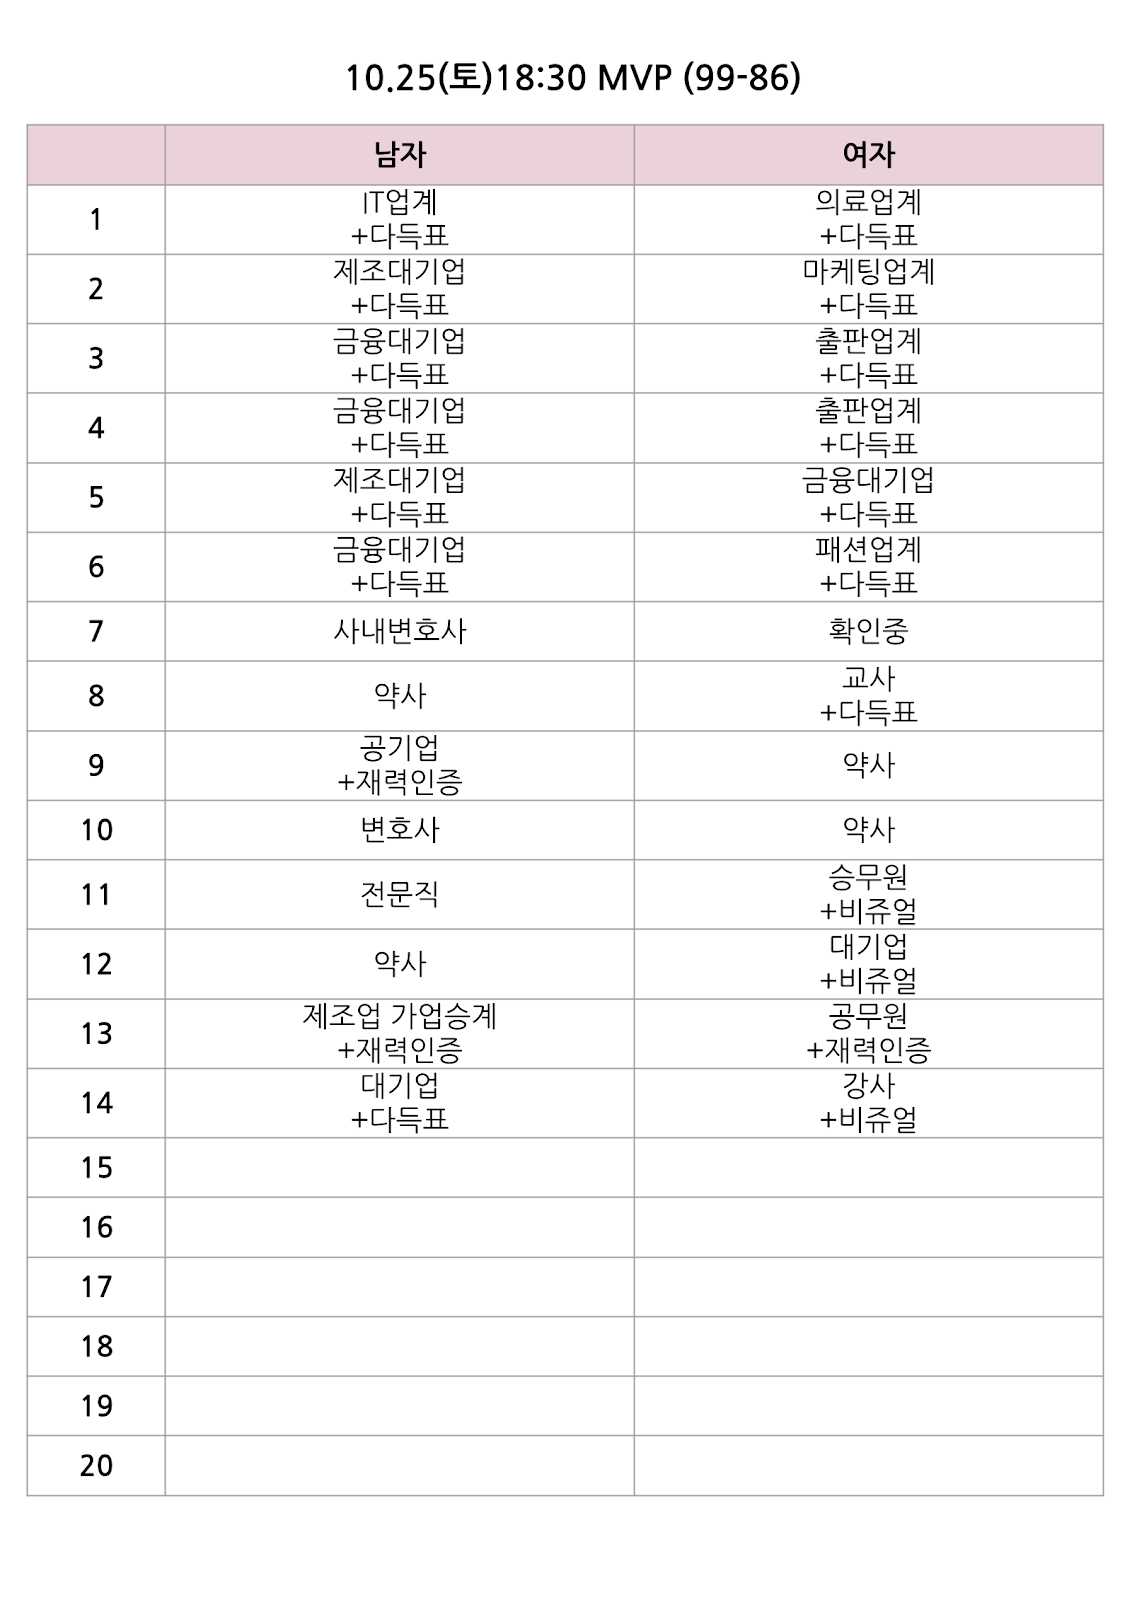 10.25(토)18:30 MVP (99-86)
남자 여자
1 IT업계 +다득표 의료업계 +다득표
2 제조대기업 +다득표 마케팅업계 +다득표
3 금융대기업 +다득표 출판업계 +다득표
4 금융대기업 +다득표 출판업계 +다득표
5 제조대기업 +다득표 금융대기업 +다득표
6 금융대기업 +다득표 패션업계 +다득표
7 사내변호사 확인중
8 약사 교사 +다득표
9 공기업 +재력인증 약사
10 변호사 약사
11 전문직 승무원 +비쥬얼
12 약사 대기업 +비쥬얼
13 제조업 가업승계 +재력인증 공무원 +재력인증
14 대기업 +다득표 강사 +비쥬얼
15
16
17
18
19
20